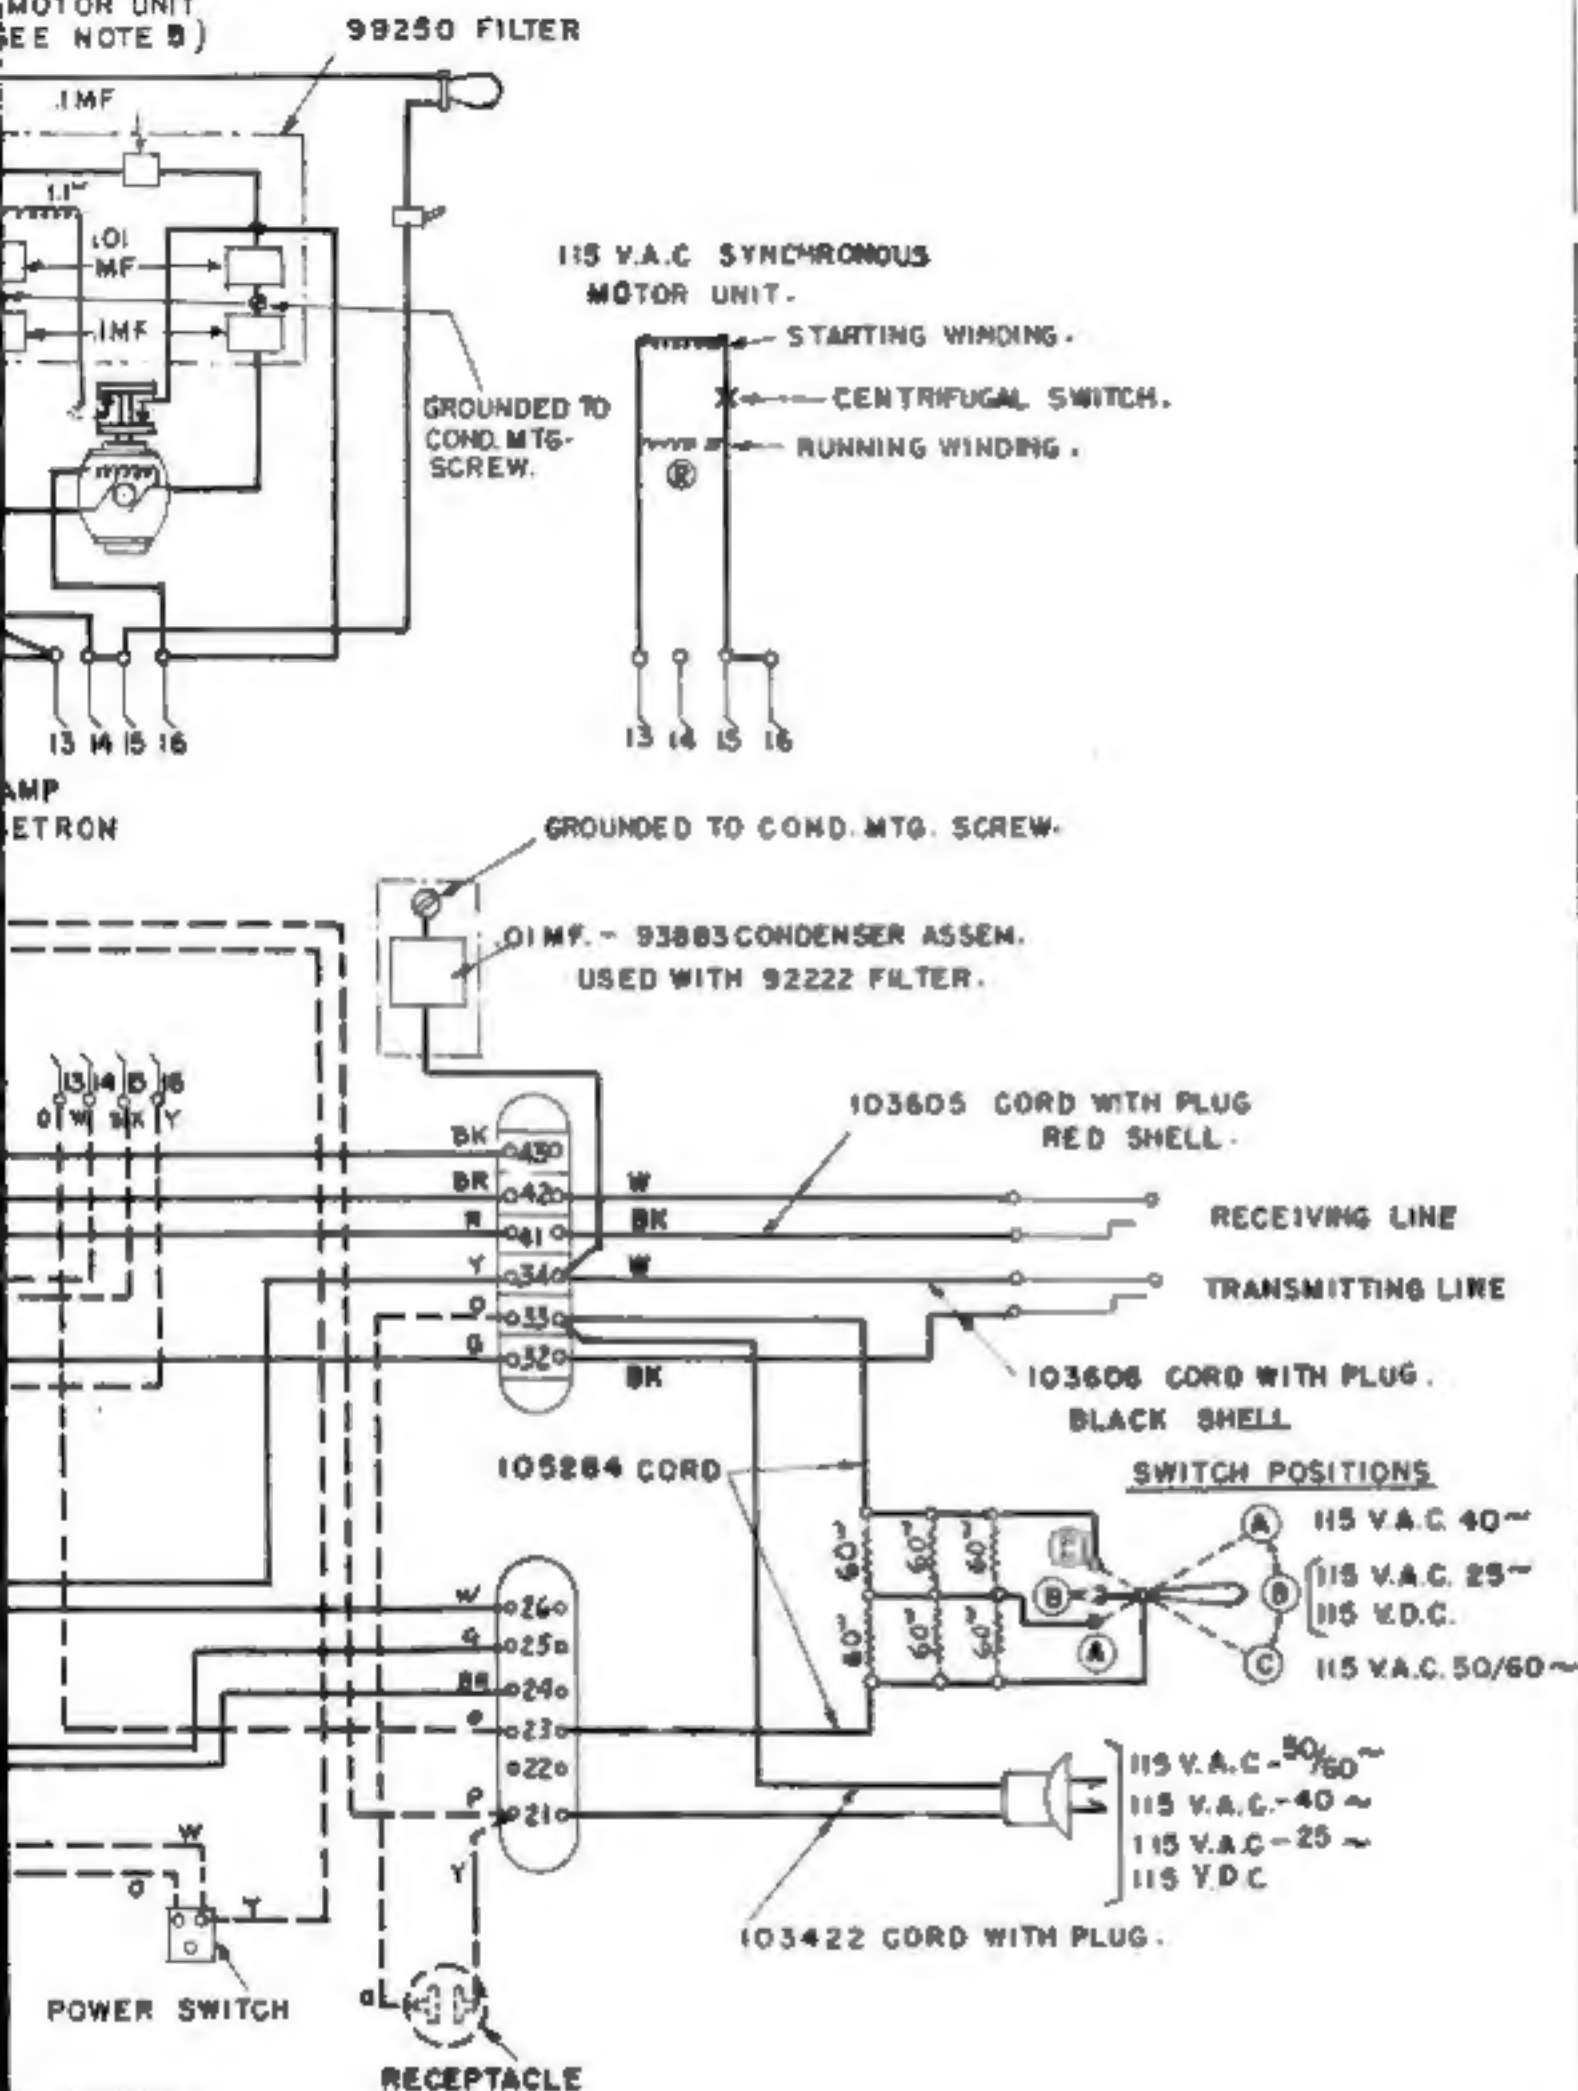 MOTOR UNIT
SEE NOTE 5)
99250 FILTER
.1MF
.01
MF
.1MF
GROUNDED TO
COND. MTG-
SCREW.
115 V.A.C SYNCHRONOUS
MOTOR UNIT.
STARTING WINDING.
CENTRIFUGAL SWITCH.
RUNNING WINDING.
R
13 14 15 16
13 14 15 16
AMP
ETRON
GROUNDED TO COND. MTG. SCREW.
.01 MF. - 93883 CONDENSER ASSEM.
USED WITH 92222 FILTER.
13 14 15 16
O W BK Y
103605 CORD WITH PLUG
RED SHELL.
BK 43
BR 42 W
R 41 BK
Y 34 W
O 33
G 32 BK
RECEIVING LINE
TRANSMITTING LINE
103606 CORD WITH PLUG.
BLACK SHELL
105284 CORD
SWITCH POSITIONS
A 115 V.A.C. 40~
B 115 V.A.C. 25~
115 V.D.C.
C 115 V.A.C. 50/60~
60 60 60
B
60 60 60
A
W 26
G 25
BR 24
O 23
22
P 21
Y
115 V.A.C-50/60~
115 V.A.C.-40~
115 V.A.C-25~
115 V.D.C
103422 CORD WITH PLUG.
W
O
Y
POWER SWITCH
O
RECEPTACLE